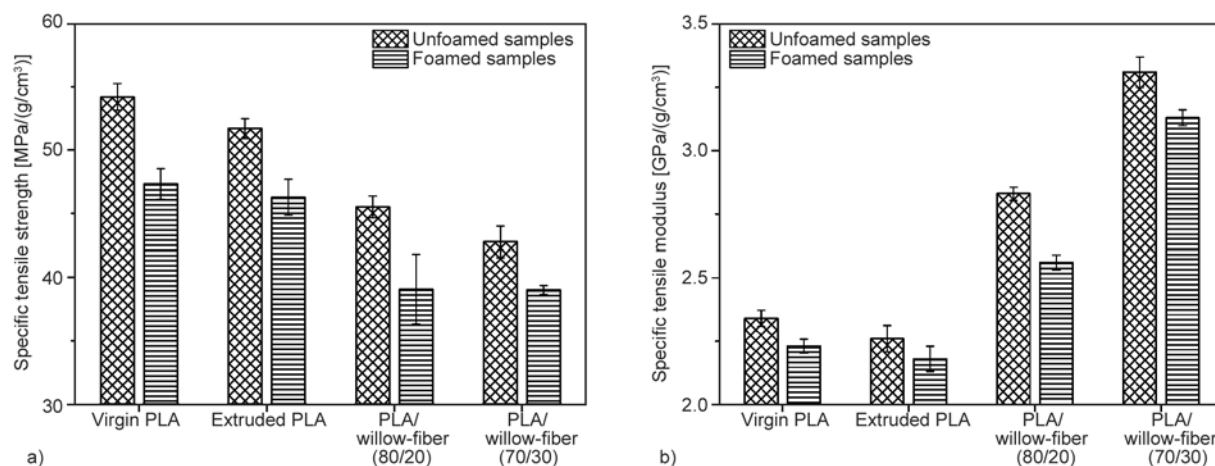 60
50
40
30
Specific tensile strength [MPa/(g/cm³)]
Unfoamed samples
Foamed samples
Virgin PLA
Extruded PLA
PLA/
willow-fiber
(80/20)
PLA/
willow-fiber
(70/30)
a)
3.5
3.0
2.5
2.0
Specific tensile modulus [GPa/(g/cm³)]
Unfoamed samples
Foamed samples
Virgin PLA
Extruded PLA
PLA/
willow-fiber
(80/20)
PLA/
willow-fiber
(70/30)
b)